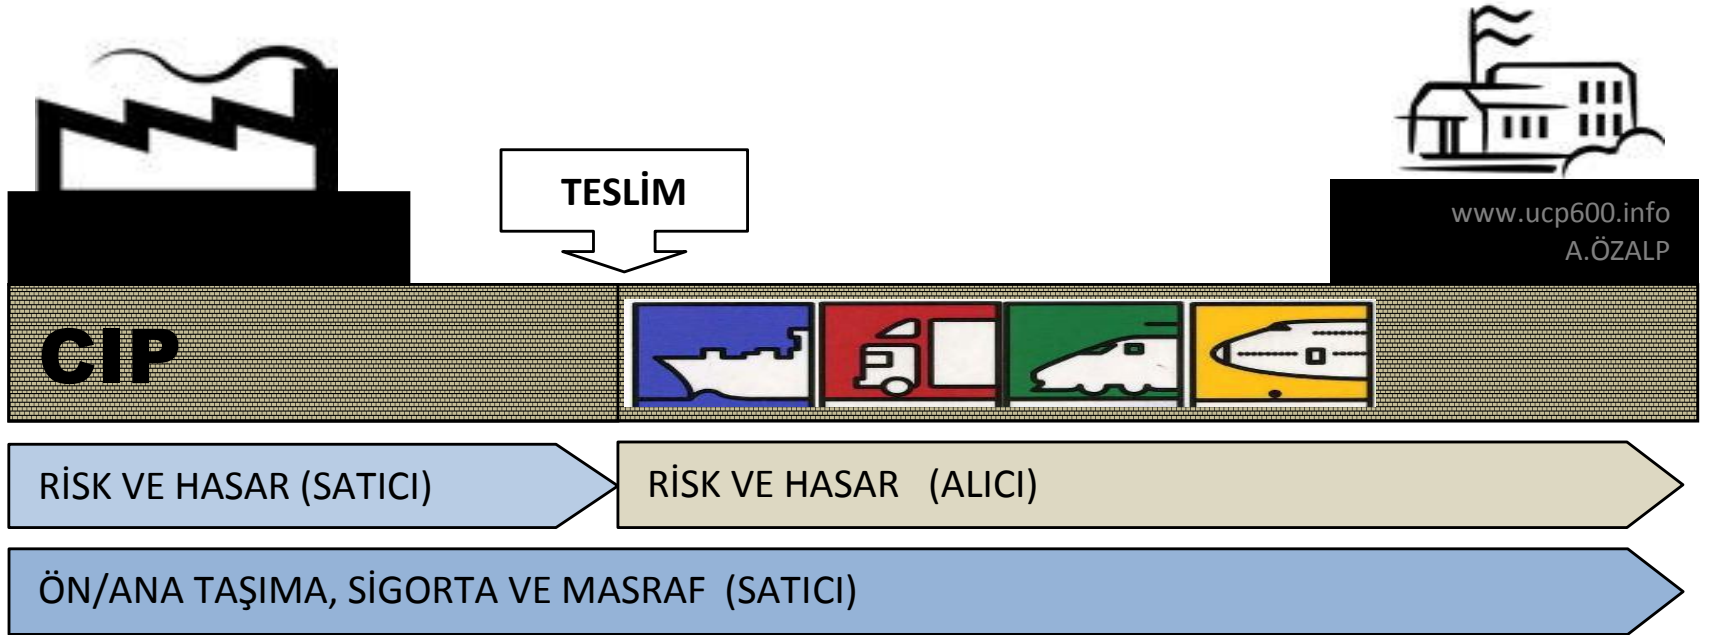 TESLİM
www.ucp600.info
A.ÖZALP
CIP
RİSK VE HASAR (SATICI)
RİSK VE HASAR (ALICI)
ÖN/ANA TAŞIMA, SİGORTA VE MASRAF (SATICI)